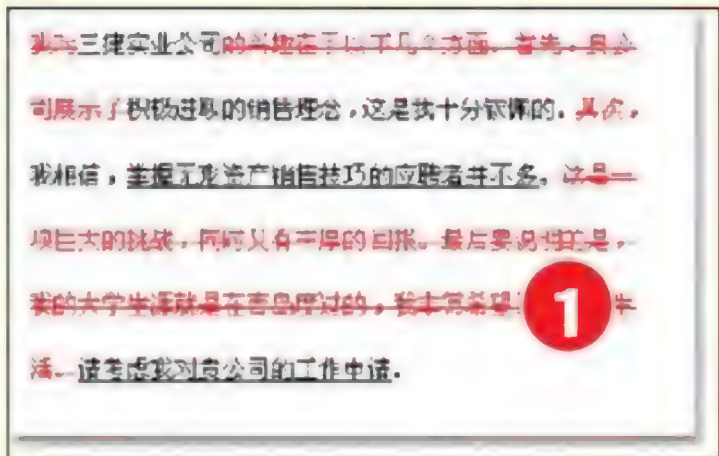 我对三捷实业公司的兴趣在于以下几个方面。首先，贵公
司展示了积极进取的销售理念，这是我十分钦佩的。其次，
我相信，掌握无形资产销售技巧的应聘者并不多。这是一
项巨大的挑战，同时又有丰厚的回报。最后要说的是，
我的大学生涯就是在青岛度过的，我非常希望
活。请考虑我对贵公司的工作申请。
1